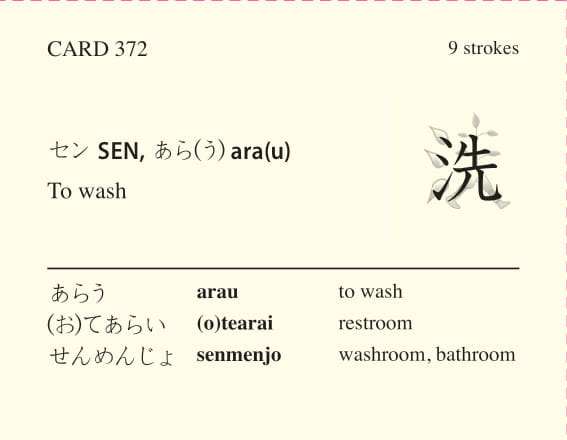 CARD 372 9 strokes
セン SEN, あら(う) ara(u)
To wash
洗
あらう arau to wash
(お)てあらい (o)tearai restroom
せんめんじょ senmenjo washroom, bathroom